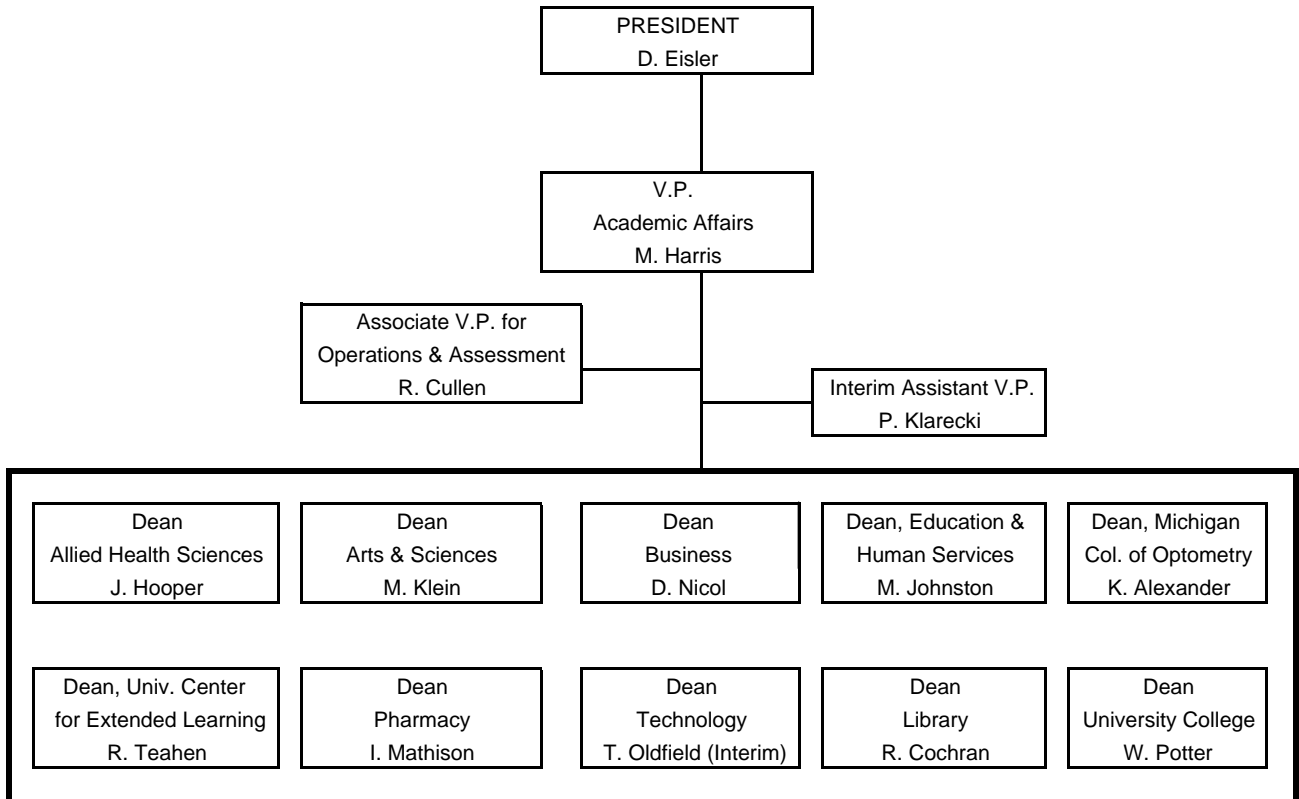 PRESIDENT
D. Eisler
V.P.
Academic Affairs
M. Harris
Associate V.P. for
Operations & Assessment
R. Cullen
Interim Assistant V.P.
P. Klarecki
Dean
Allied Health Sciences
J. Hooper
Dean
Arts & Sciences
M. Klein
Dean
Business
D. Nicol
Dean, Education &
Human Services
M. Johnston
Dean, Michigan
Col. of Optometry
K. Alexander
Dean, Univ. Center
for Extended Learning
R. Teahen
Dean
Pharmacy
I. Mathison
Dean
Technology
T. Oldfield (Interim)
Dean
Library
R. Cochran
Dean
University College
W. Potter